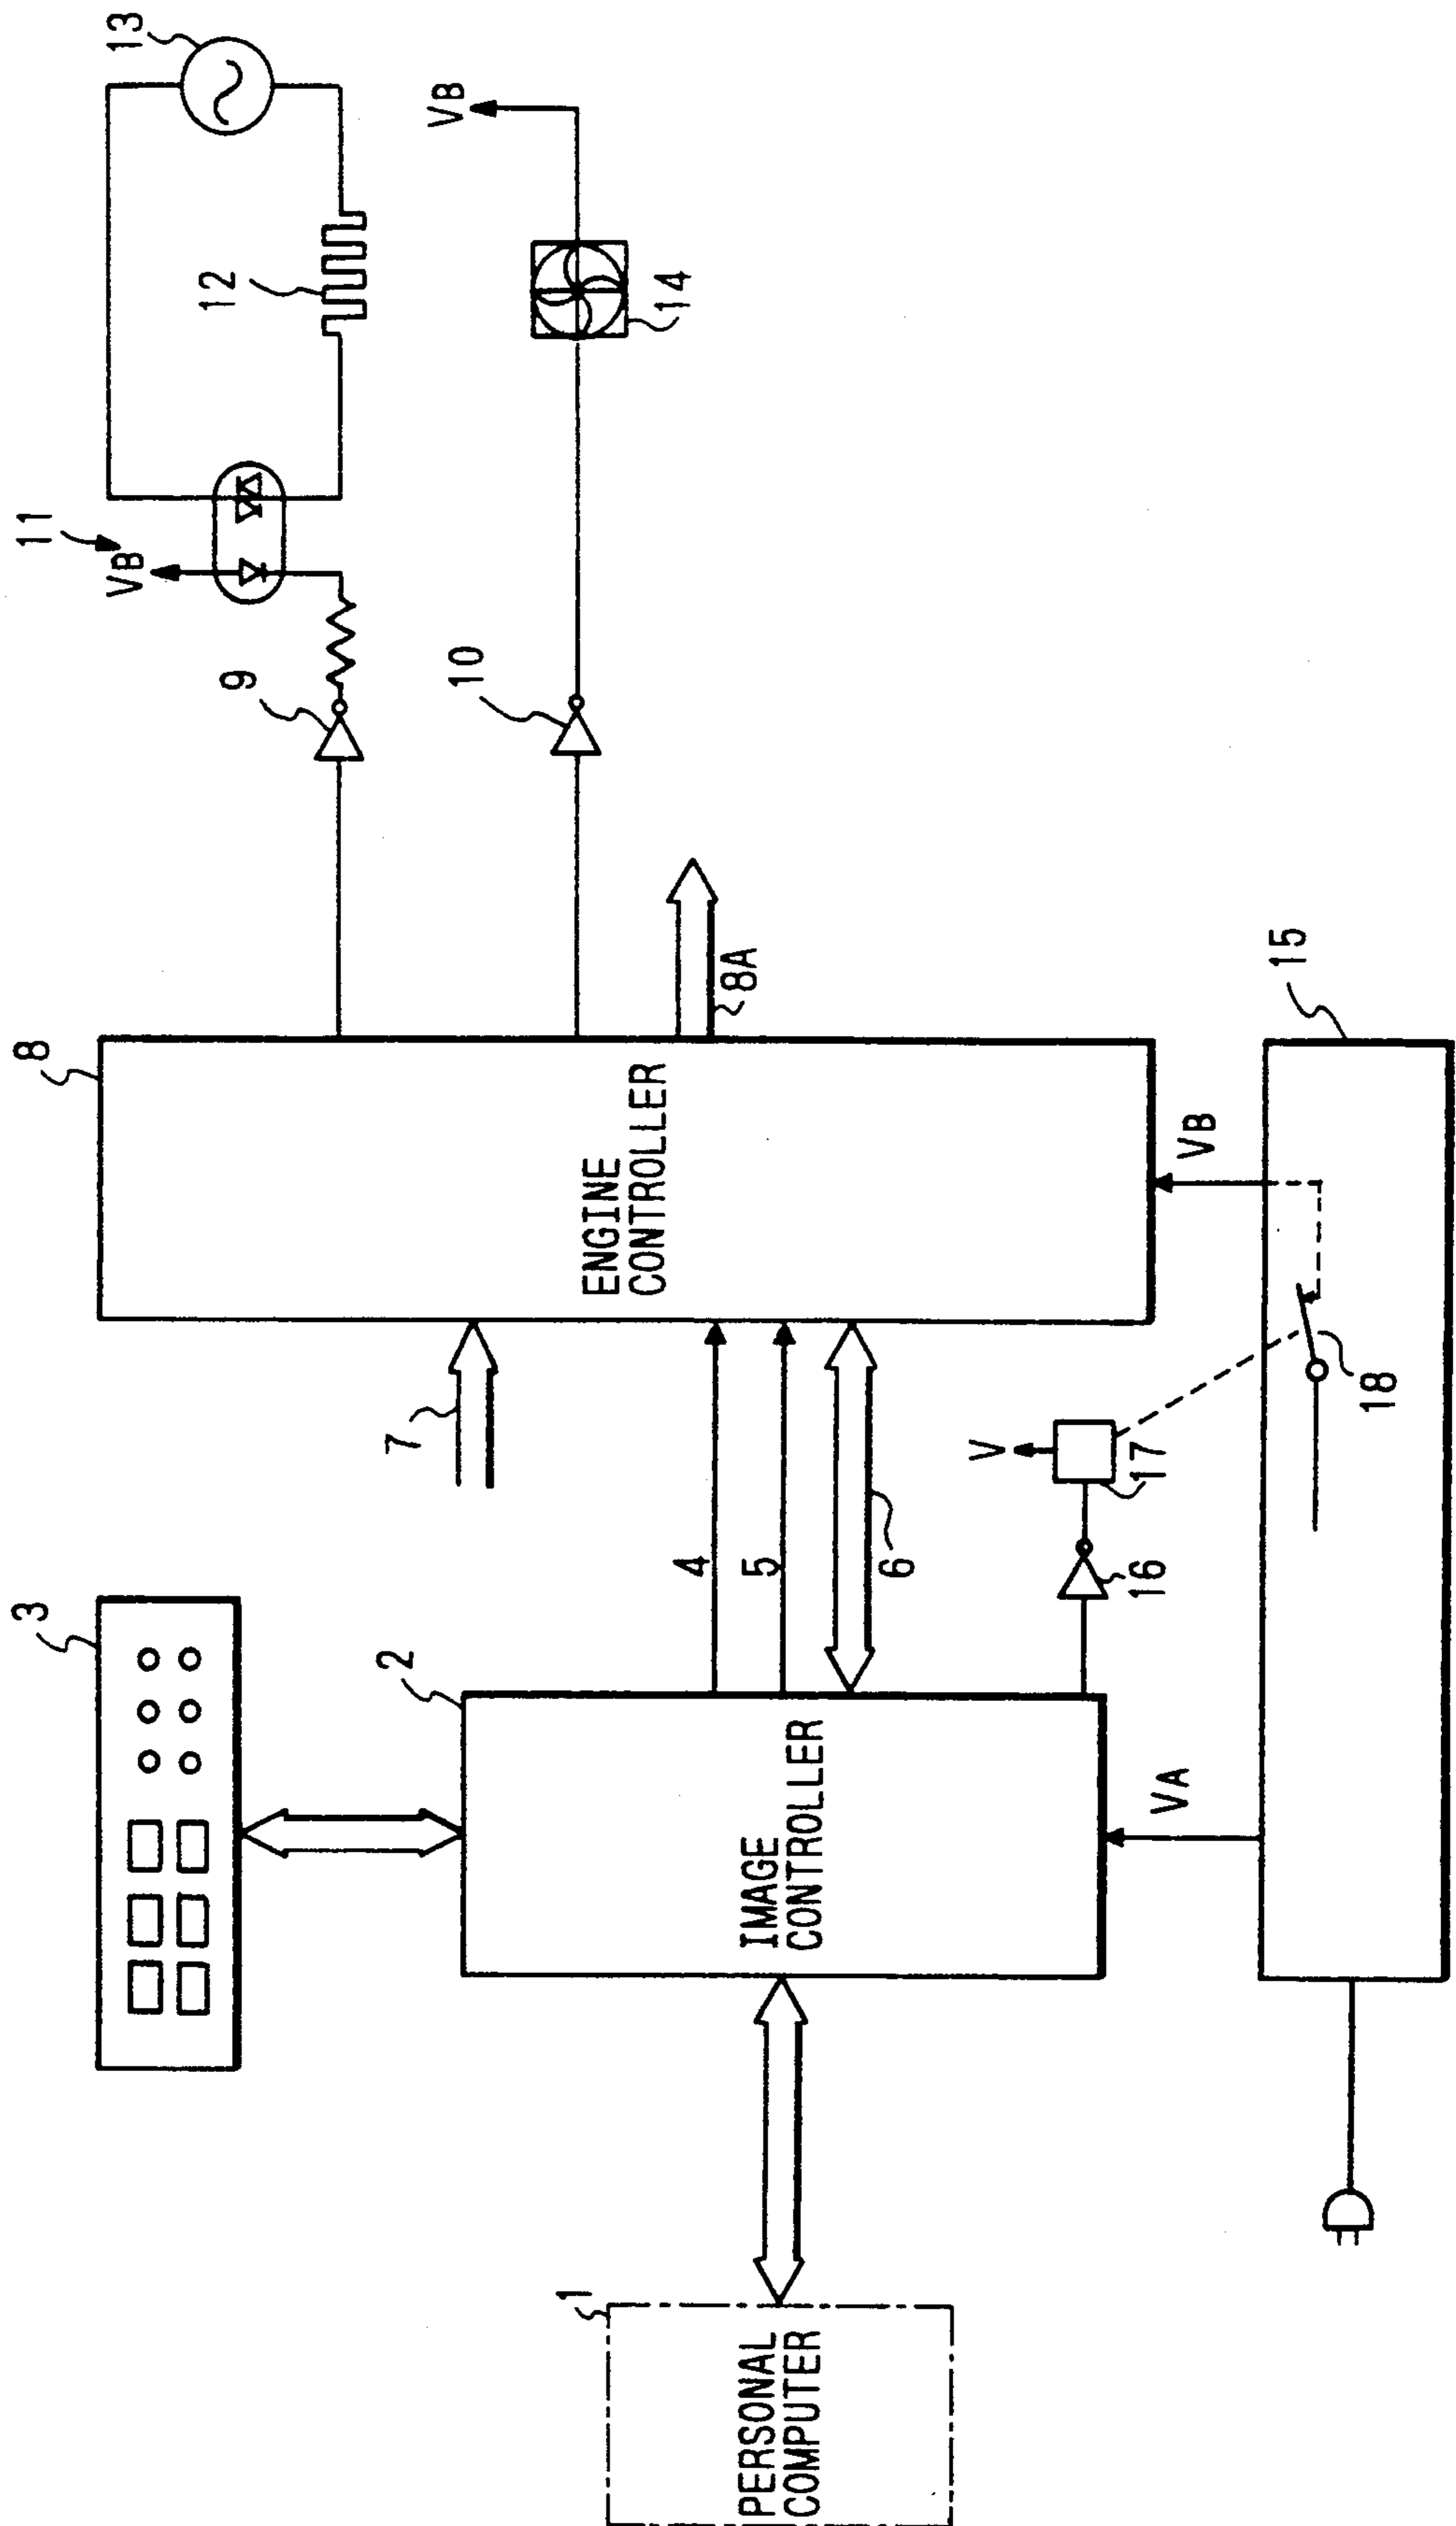 13
12
11
VB
9
VB
14
10
8
ENGINE
CONTROLLER
8A
7
3
2
IMAGE
CONTROLLER
4
5
6
V
17
16
18
15
VB
VA
1
PERSONAL
COMPUTER